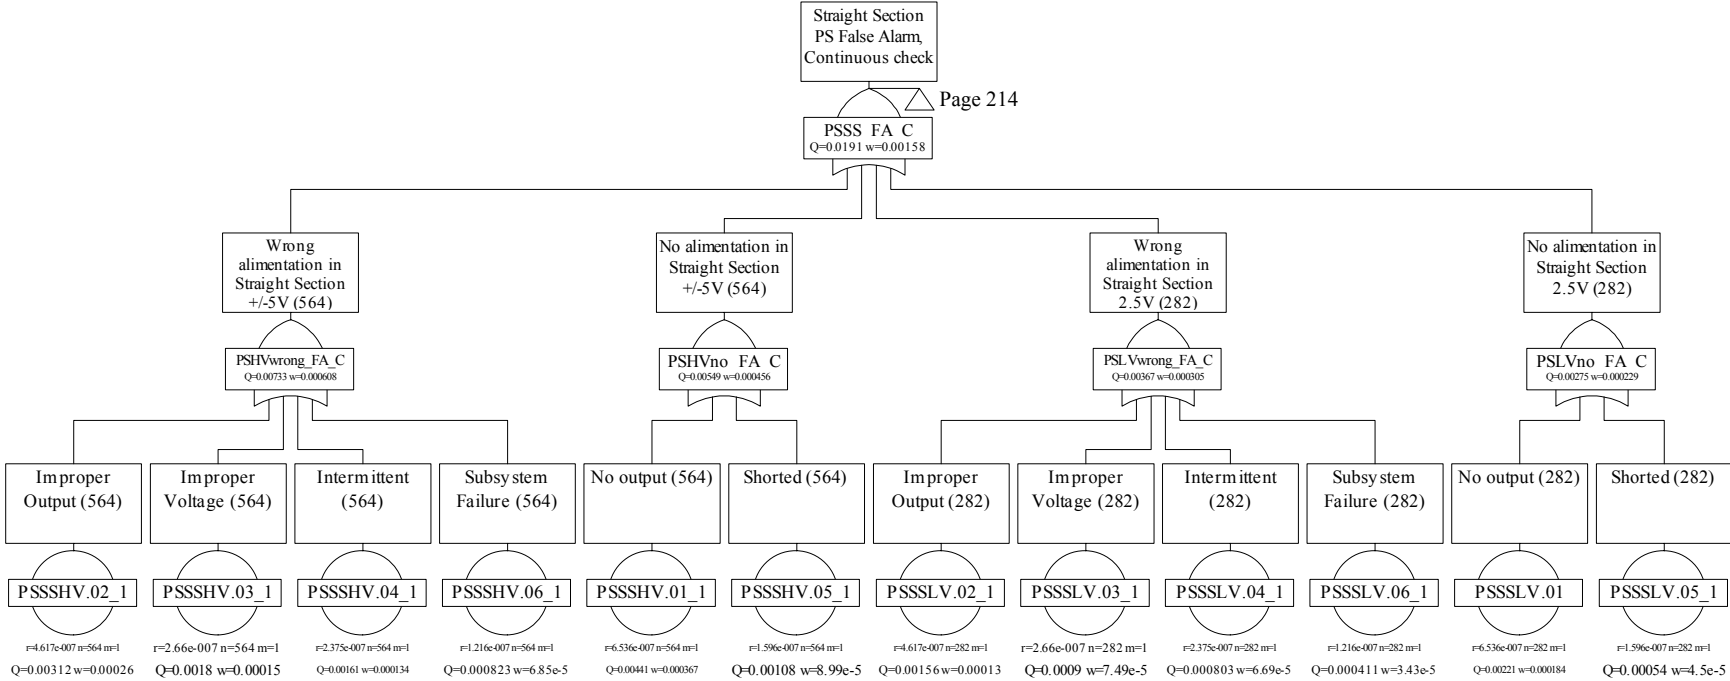 Straight Section
PS False Alarm,
Continuous check
Page 214
PSSS_FA_C
Q=0.0191 w=0.00158
Wrong
alimentation in
Straight Section
+/-5V (564)
No alimentation in
Straight Section
+/-5V (564)
Wrong
alimentation in
Straight Section
2.5V (282)
No alimentation in
Straight Section
2.5V (282)
PSHVwrong_FA_C
Q=0.00733 w=0.000608
PSHVno_FA_C
Q=0.00549 w=0.000456
PSLVwrong_FA_C
Q=0.00367 w=0.000305
PSLVno_FA_C
Q=0.00275 w=0.000229
Improper
Output (564)
Improper
Voltage (564)
Intermittent
(564)
Subsystem
Failure (564)
No output (564)
Shorted (564)
Improper
Output (282)
Improper
Voltage (282)
Intermittent
(282)
Subsystem
Failure (282)
No output (282)
Shorted (282)
PSSSHV.02_1
PSSSHV.03_1
PSSSHV.04_1
PSSSHV.06_1
PSSSHV.01_1
PSSSHV.05_1
PSSSLV.02_1
PSSSLV.03_1
PSSSLV.04_1
PSSSLV.06_1
PSSSLV.01
PSSSLV.05_1
r=4.617e-007 n=564 m=1
r=2.66e-007 n=564 m=1
r=2.375e-007 n=564 m=1
r=1.216e-007 n=564 m=1
r=6.536e-007 n=564 m=1
r=1.596e-007 n=564 m=1
r=4.617e-007 n=282 m=1
r=2.66e-007 n=282 m=1
r=2.375e-007 n=282 m=1
r=1.216e-007 n=282 m=1
r=6.536e-007 n=282 m=1
r=1.596e-007 n=282 m=1
Q=0.00312 w=0.00026
Q=0.0018 w=0.00015
Q=0.00161 w=0.000134
Q=0.000823 w=6.85e-5
Q=0.00441 w=0.000367
Q=0.00108 w=8.99e-5
Q=0.00156 w=0.00013
Q=0.0009 w=7.49e-5
Q=0.000803 w=6.69e-5
Q=0.000411 w=3.43e-5
Q=0.00221 w=0.000184
Q=0.00054 w=4.5e-5